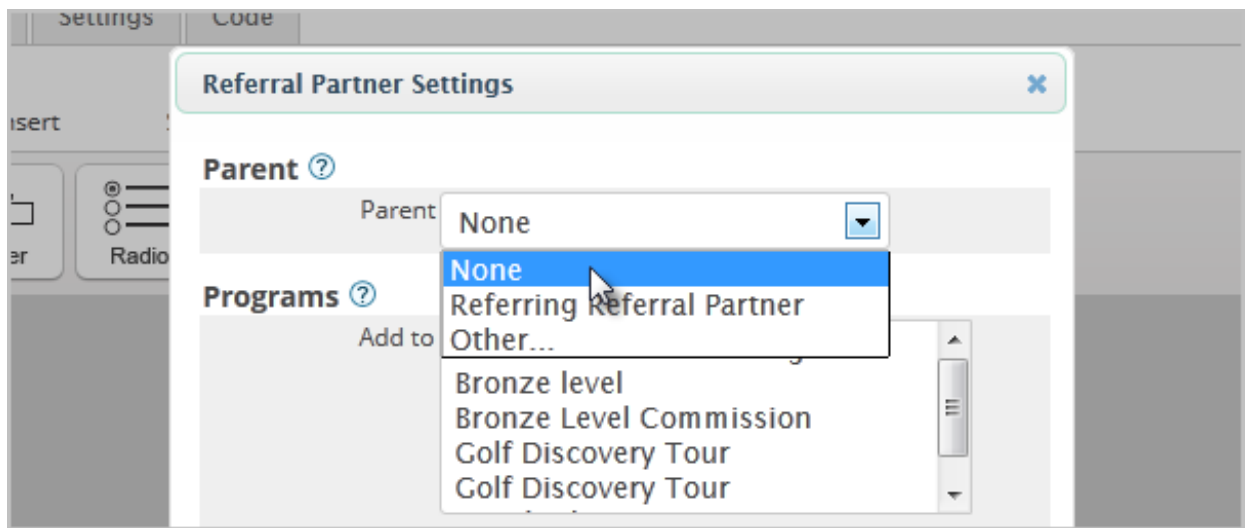 Settings Code
Referral Partner Settings
Parent
Parent None
Radio
None
Referring Referral Partner
Other...
Programs
Add to
Bronze level
Bronze Level Commission
Golf Discovery Tour
Golf Discovery Tour